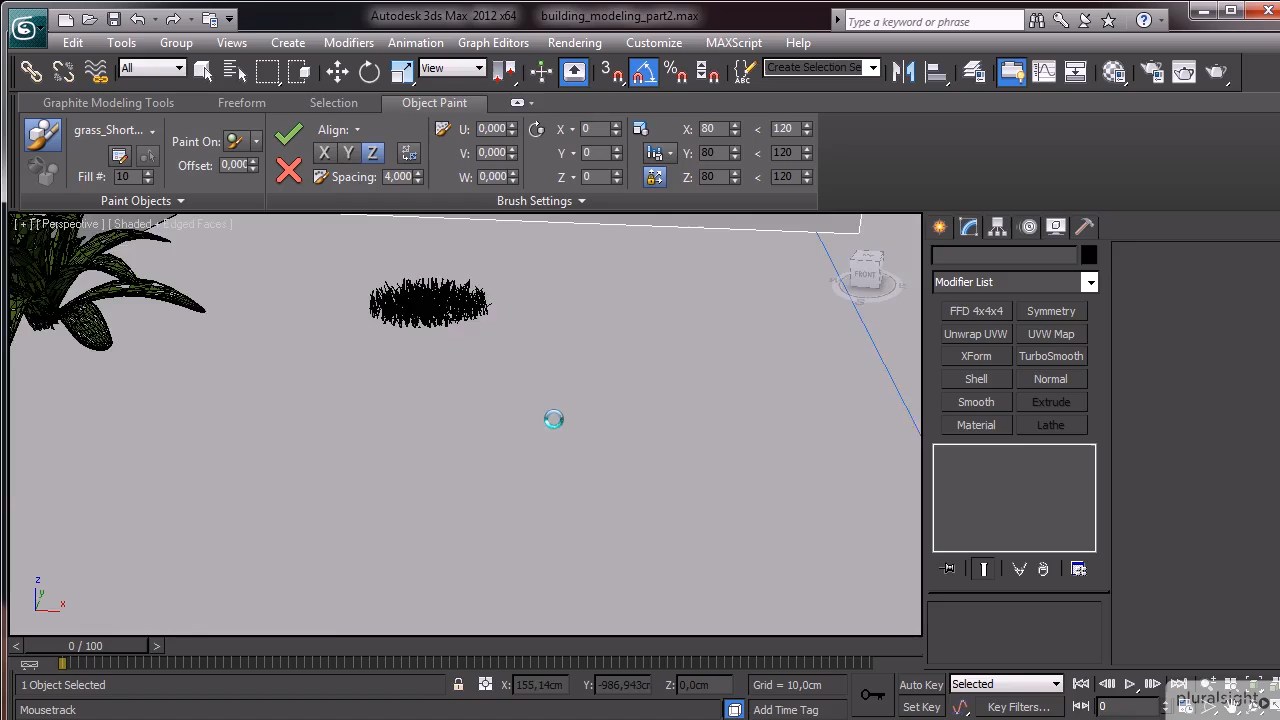 Autodesk 3ds Max 2012 x64 building_modeling_part2.max Type a keyword or phrase
Edit Tools Group Views Create Modifiers Animation Graph Editors Rendering Customize MAXScript Help
All View 3 Create Selection Se
Graphite Modeling Tools Freeform Selection Object Paint
grass_Short... Paint On: Align: U: 0,000 X 0 X: 80 < 120
Offset: 0,000 X Y Z V: 0,000 Y 0 Y: 80 < 120
Fill #: 10 Spacing: 4,000 W: 0,000 Z 0 Z: 80 < 120
Paint Objects Brush Settings
[ + ] [ Perspective ] [ Shaded + Edged Faces ]
FRONT
Modifier List
FFD 4x4x4 Symmetry
Unwrap UVW UVW Map
XForm TurboSmooth
Shell Normal
Smooth Extrude
Material Lathe
z
y
x
< 0 / 100 >
1 Object Selected X: 155,14cm Y: -986,943cm Z: 0,0cm Grid = 10,0cm Auto Key Selected
Mousetrack Add Time Tag Set Key Key Filters... 0
pluralsight